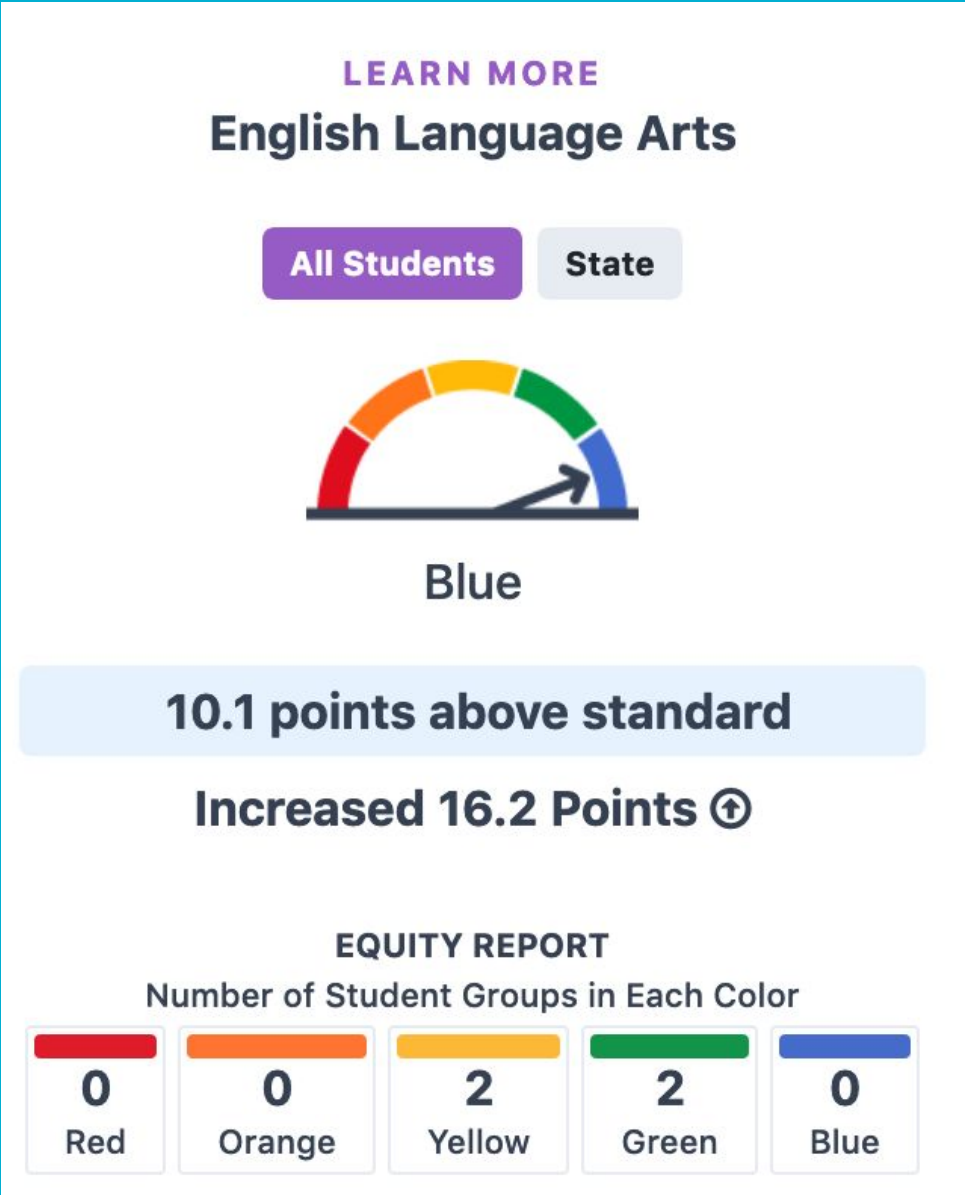 LEARN MORE
English Language Arts
All Students State
Blue
10.1 points above standard
Increased 16.2 Points
EQUITY REPORT
Number of Student Groups in Each Color
0 0 2 2 0
Red Orange Yellow Green Blue